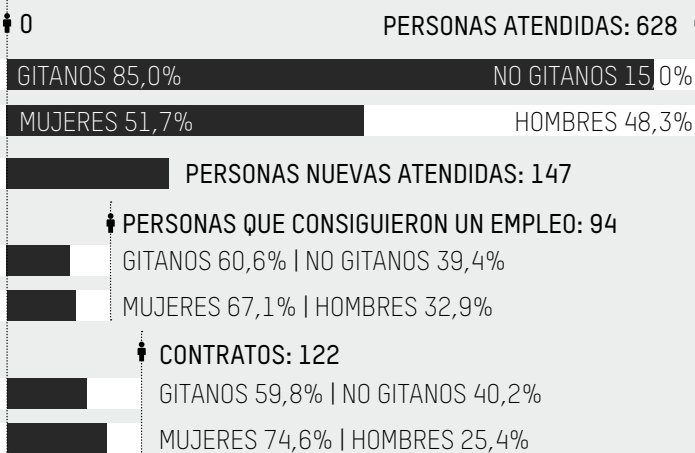 0 PERSONAS ATENDIDAS: 628
GITANOS 85,0% NO GITANOS 15,0%
MUJERES 51,7% HOMBRES 48,3%
PERSONAS NUEVAS ATENDIDAS: 147
PERSONAS QUE CONSIGUIERON UN EMPLEO: 94
GITANOS 60,6% | NO GITANOS 39,4%
MUJERES 67,1% | HOMBRES 32,9%
CONTRATOS: 122
GITANOS 59,8% | NO GITANOS 40,2%
MUJERES 74,6% | HOMBRES 25,4%